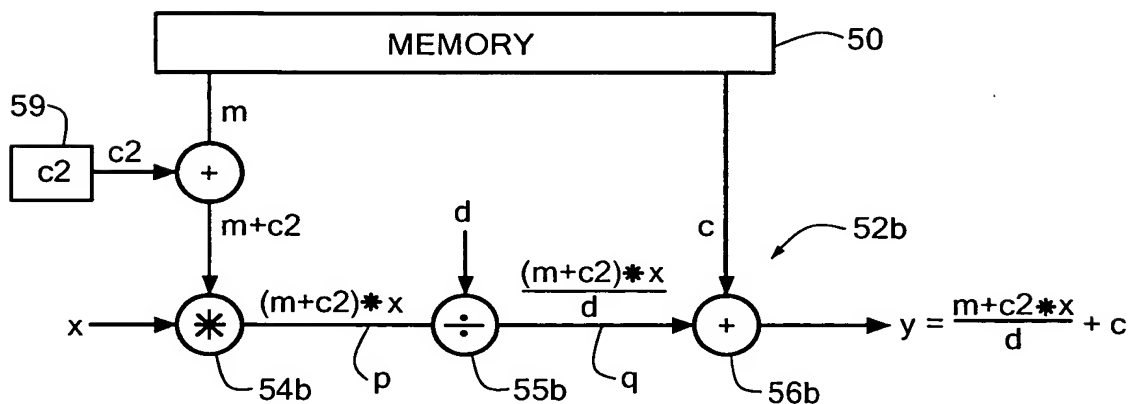 MEMORY
50
59
m
c2
c2
+
m+c2
d
c
52b
x
*
(m+c2)*x
÷
(m+c2)*x
d
+
y = m+c2*x
d
+ c
54b
p
55b
q
56b